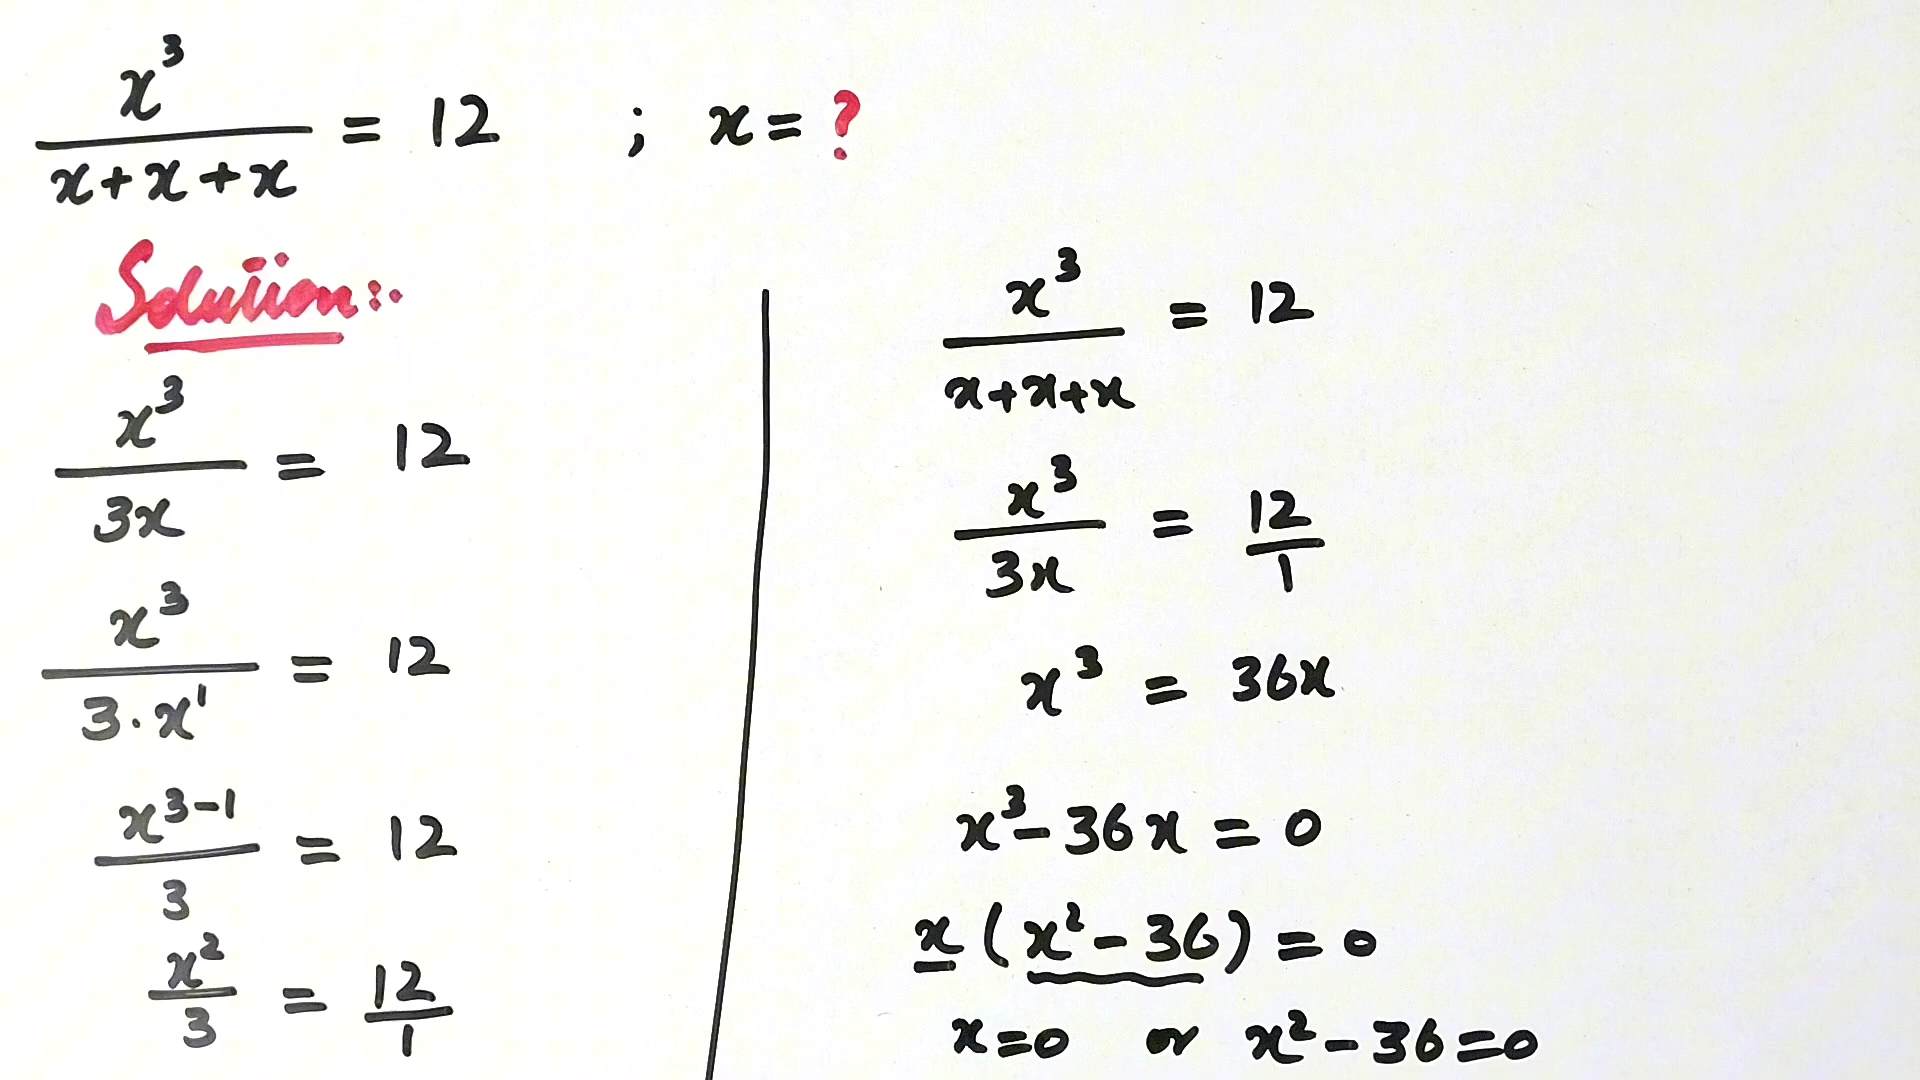 x³/(x+x+x) = 12 ; x = ?
Solution:-
x³/3x = 12
x³/(3·x¹) = 12
x³⁻¹/3 = 12
x²/3 = 12/1
x³/(x+x+x) = 12
x³/3x = 12/1
x³ = 36x
x³ - 36x = 0
x (x² - 36) = 0
x=0 or x² - 36 = 0